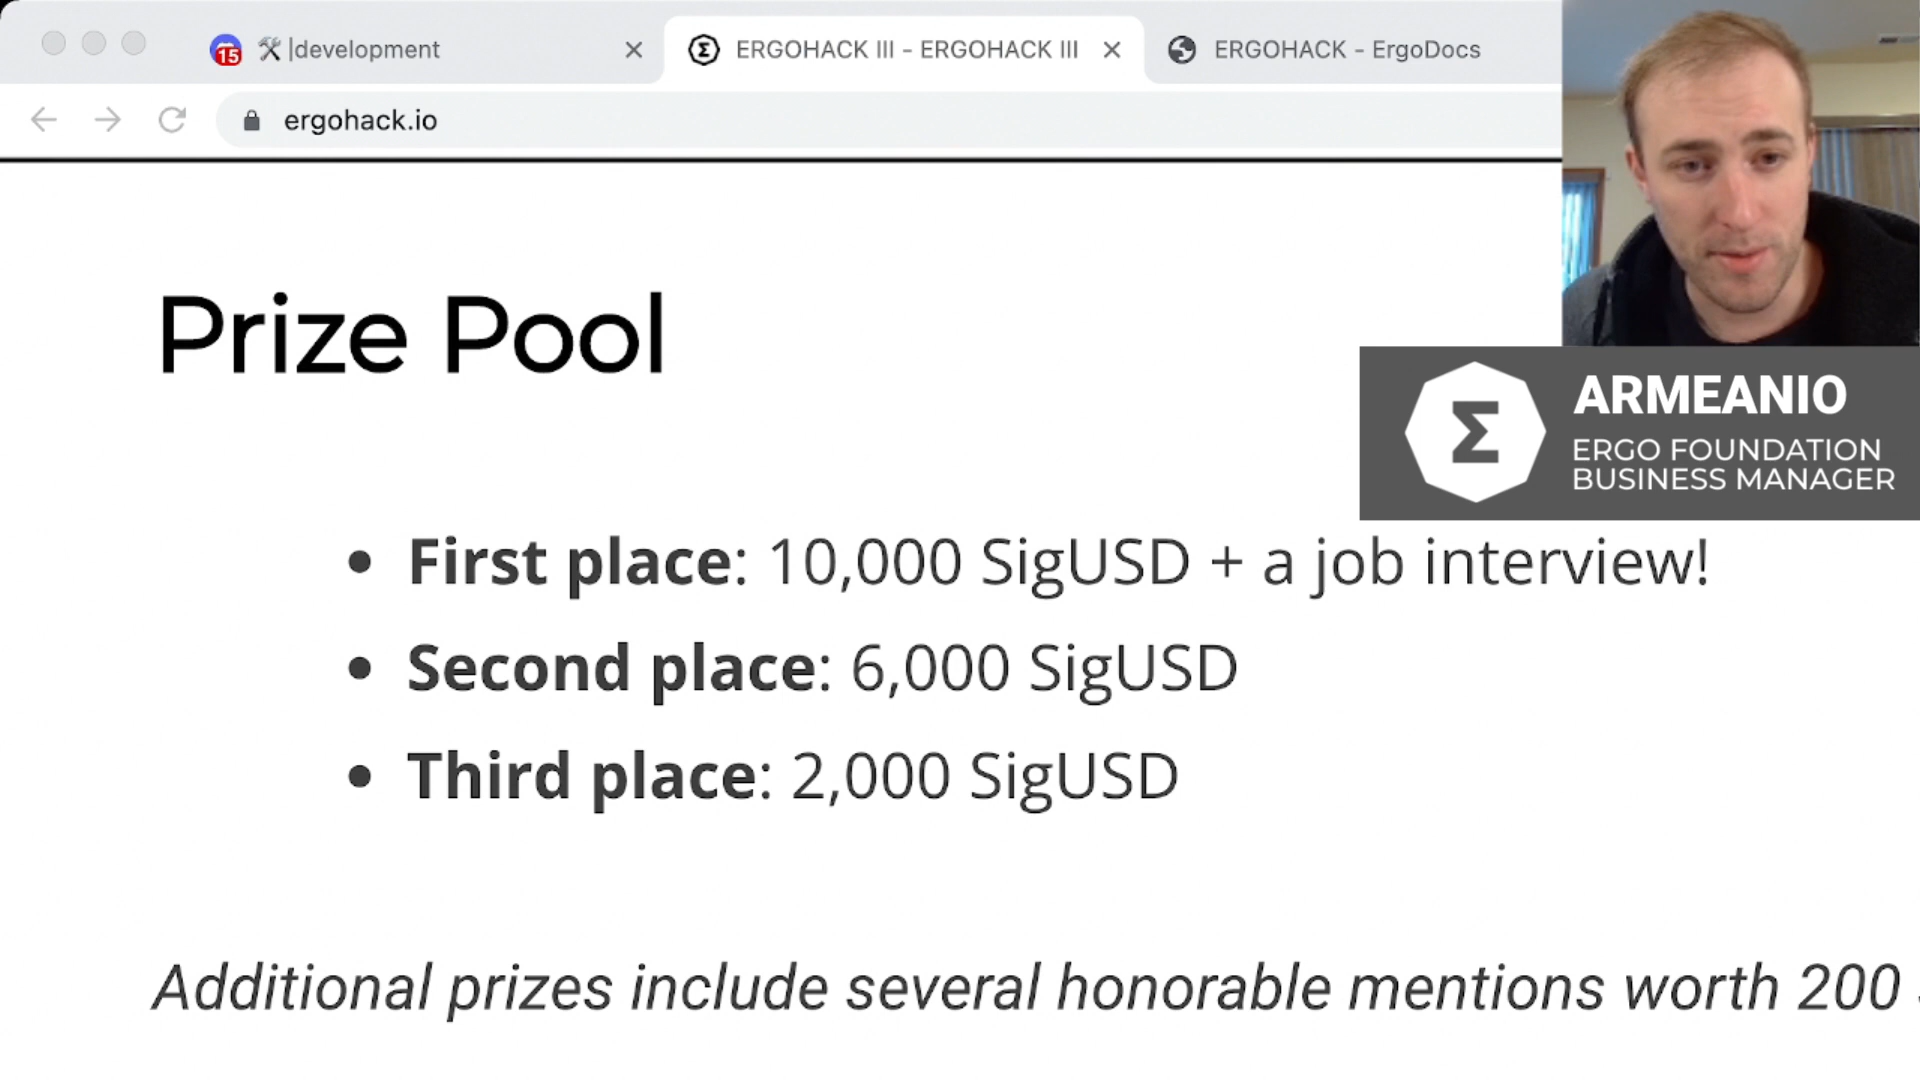 15 🛠 |development
ERGOHACK III – ERGOHACK III
ERGOHACK – ErgoDocs
ergohack.io
Prize Pool
Σ
ARMEANIO
ERGO FOUNDATION
BUSINESS MANAGER
• First place: 10,000 SigUSD + a job interview!
• Second place: 6,000 SigUSD
• Third place: 2,000 SigUSD
Additional prizes include several honorable mentions worth 200